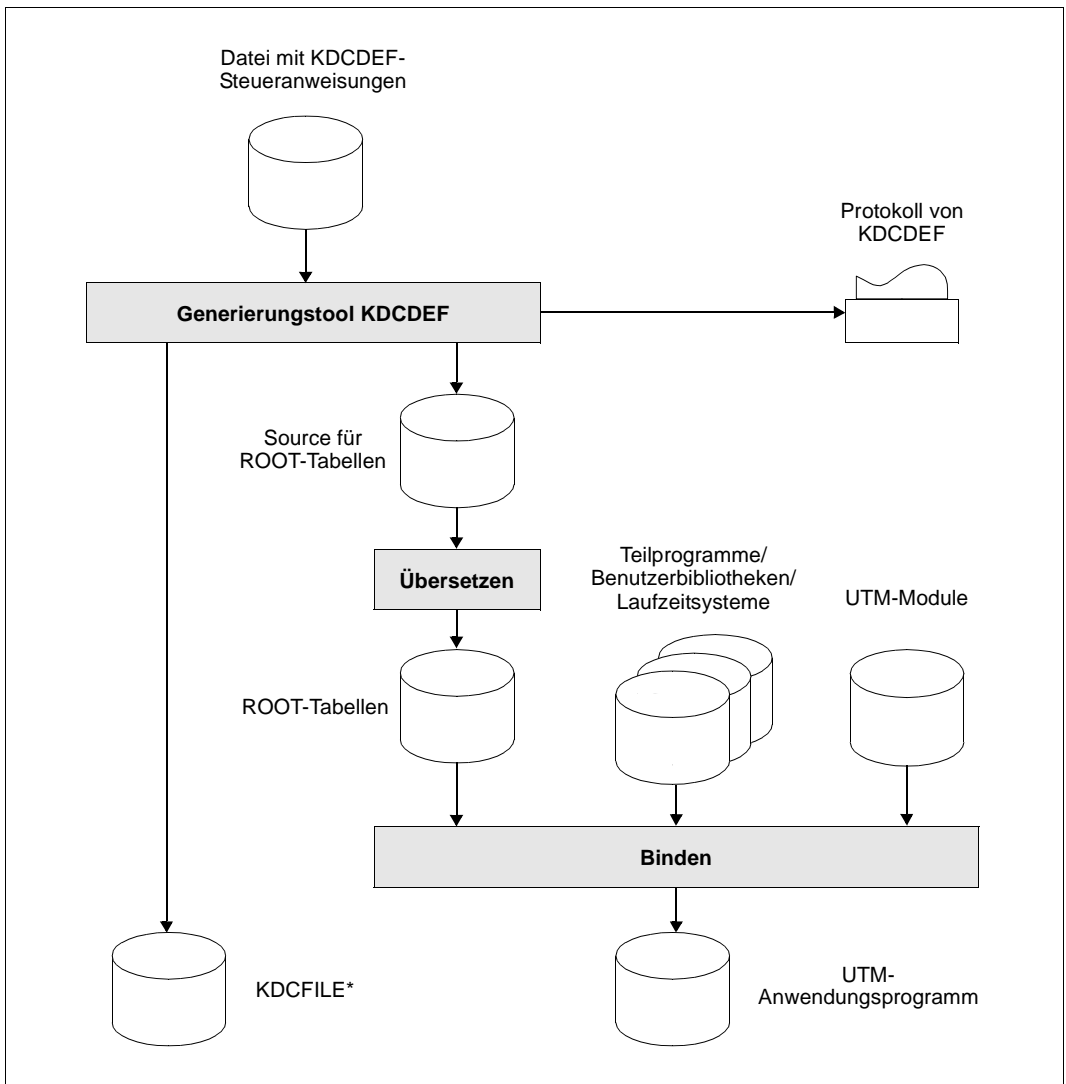 Datei mit KDCDEF-
Steueranweisungen
Protokoll von
KDCDEF
Generierungstool KDCDEF
Source für
ROOT-Tabellen
Übersetzen
Teilprogramme/
Benutzerbibliotheken/
Laufzeitsysteme
UTM-Module
ROOT-Tabellen
Binden
KDCFILE*
UTM-
Anwendungsprogramm